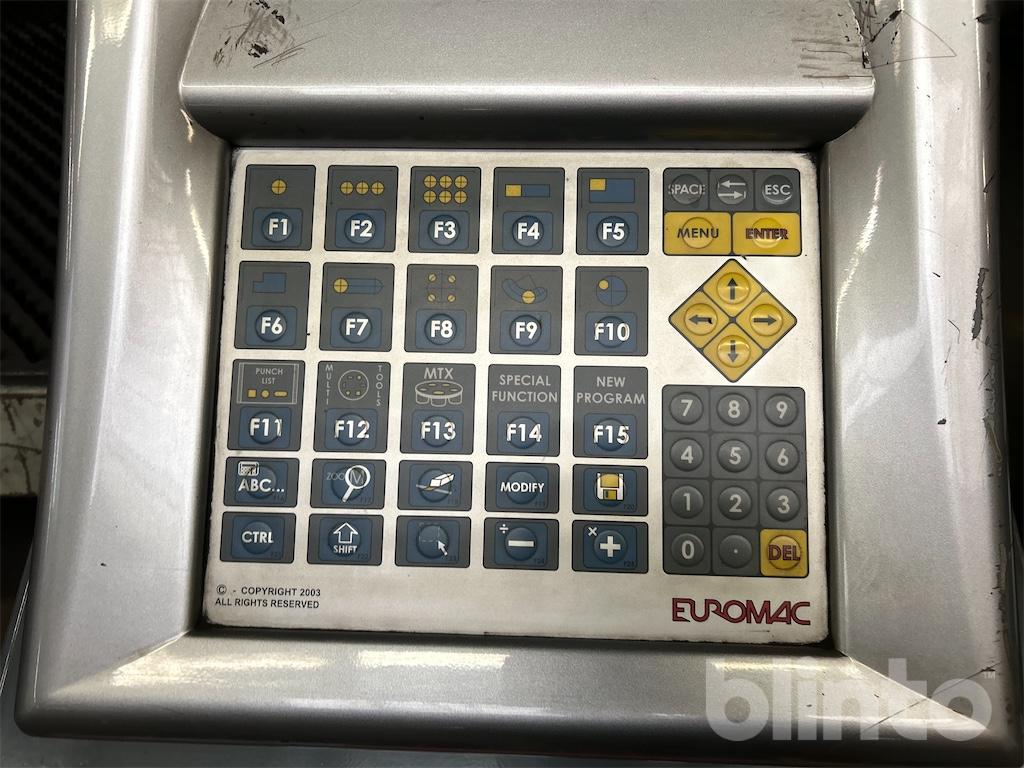 F1 F2 F3 F4 F5
SPACE ESC
MENU ENTER
F6 F7 F8 F9 F10
PUNCH
LIST
MULTI
TOOLS
MTX
SPECIAL
FUNCTION
NEW
PROGRAM
F11 F12 F13 F14 F15
7 8 9
4 5 6
1 2 3
0 . DEL
ABC...
ZOOM
MODIFY
CTRL
SHIFT
÷ −
× +
© - COPYRIGHT 2003
ALL RIGHTS RESERVED
EUROMAC
blinto™